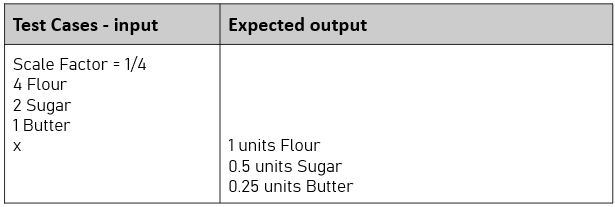 Test Cases - input
Expected output
Scale Factor = 1/4
4 Flour
2 Sugar
1 Butter
x
1 units Flour
0.5 units Sugar
0.25 units Butter